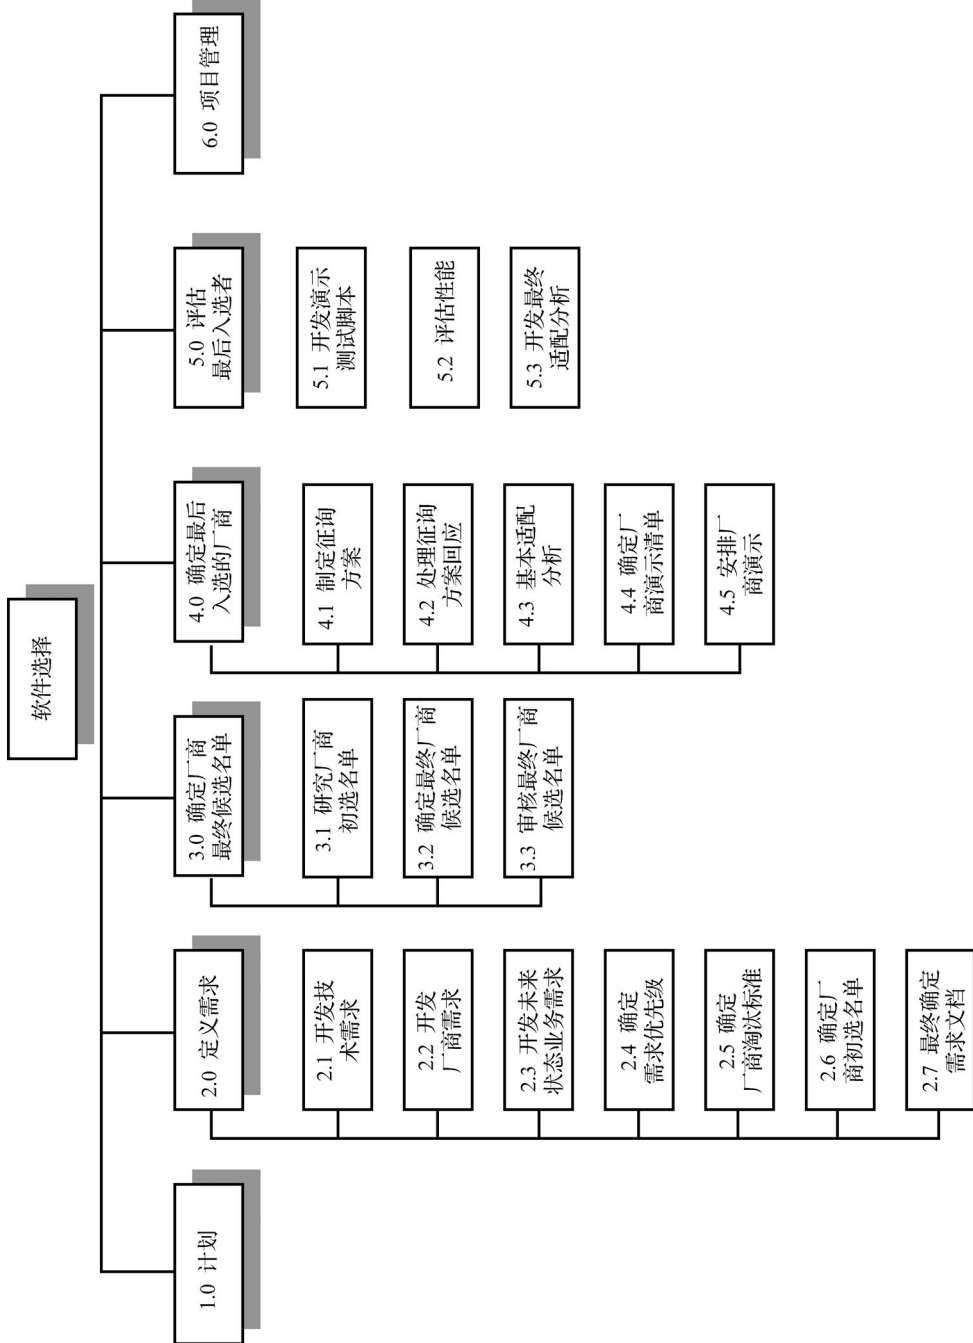 软件选择
1.0 计划
2.0 定义需求
2.1 开发技
术需求
2.2 开发
厂商需求
2.3 开发未来
状态业务需求
2.4 确定
需求优先级
2.5 确定
厂商淘汰标准
2.6 确定厂
商初选名单
2.7 最终确定
需求文档
3.0 确定厂商
最终候选名单
3.1 研究厂商
初选名单
3.2 确定最终厂商
候选名单
3.3 审核最终厂商
候选名单
4.0 确定最后
入选的厂商
4.1 制定征询
方案
4.2 处理征询
方案回应
4.3 基本适配
分析
4.4 确定厂
商演示清单
4.5 安排厂
商演示
5.0 评估
最后入选者
5.1 开发演示
测试脚本
5.2 评估性能
5.3 开发最终
适配分析
6.0 项目管理